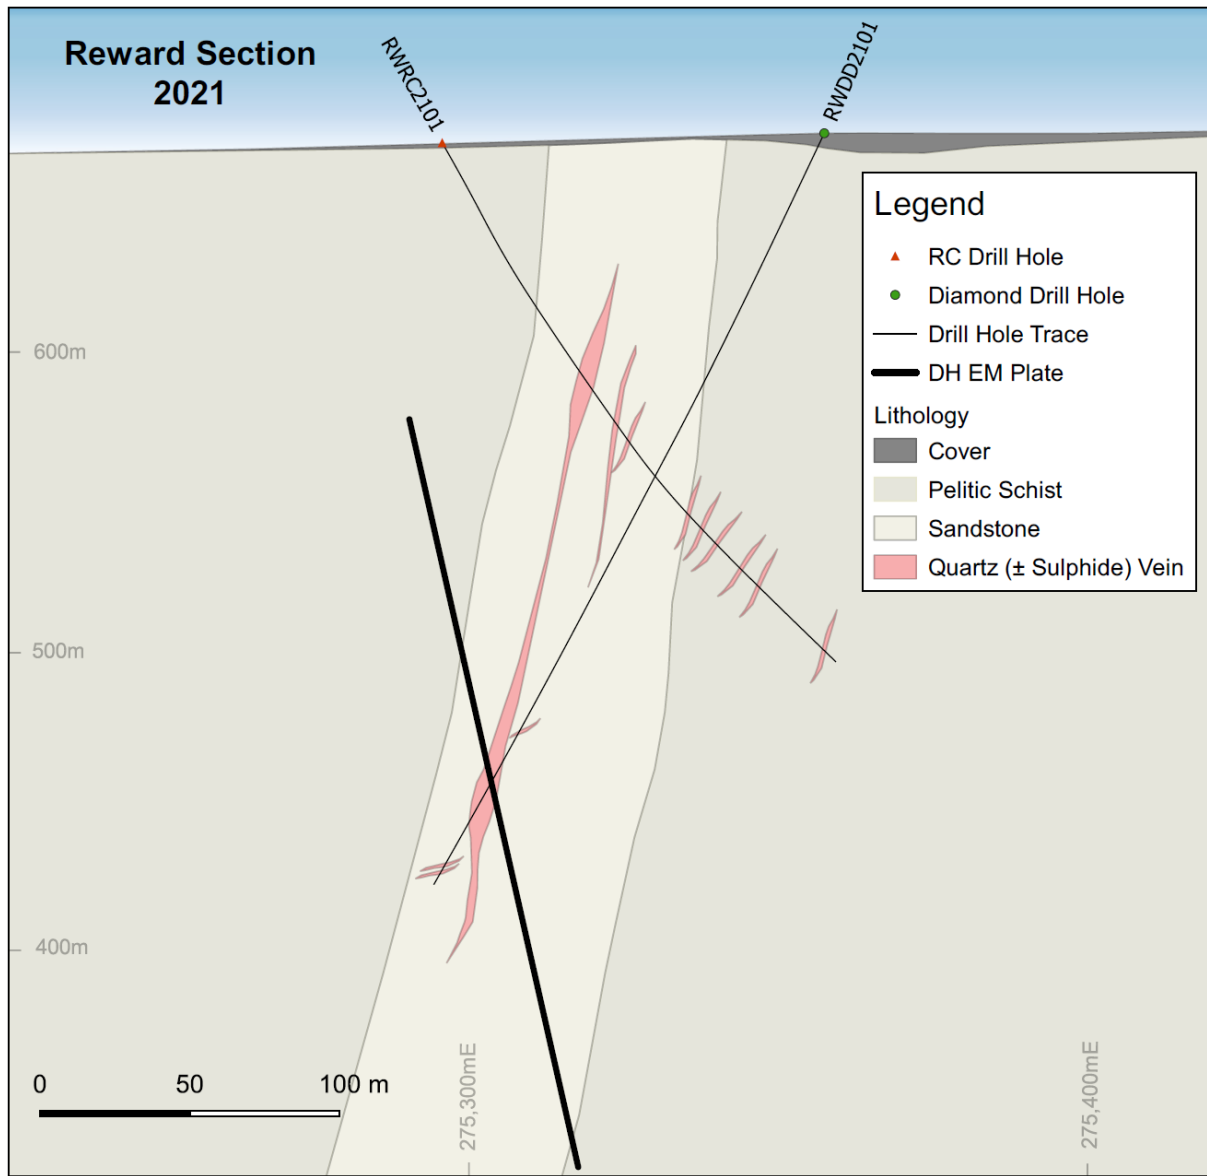 Reward Section
2021
RWRC2101
RWDD2101
Legend
RC Drill Hole
Diamond Drill Hole
Drill Hole Trace
DH EM Plate
Lithology
Cover
Pelitic Schist
Sandstone
Quartz (± Sulphide) Vein
600m
500m
400m
0 50 100 m
275,300mE
275,400mE